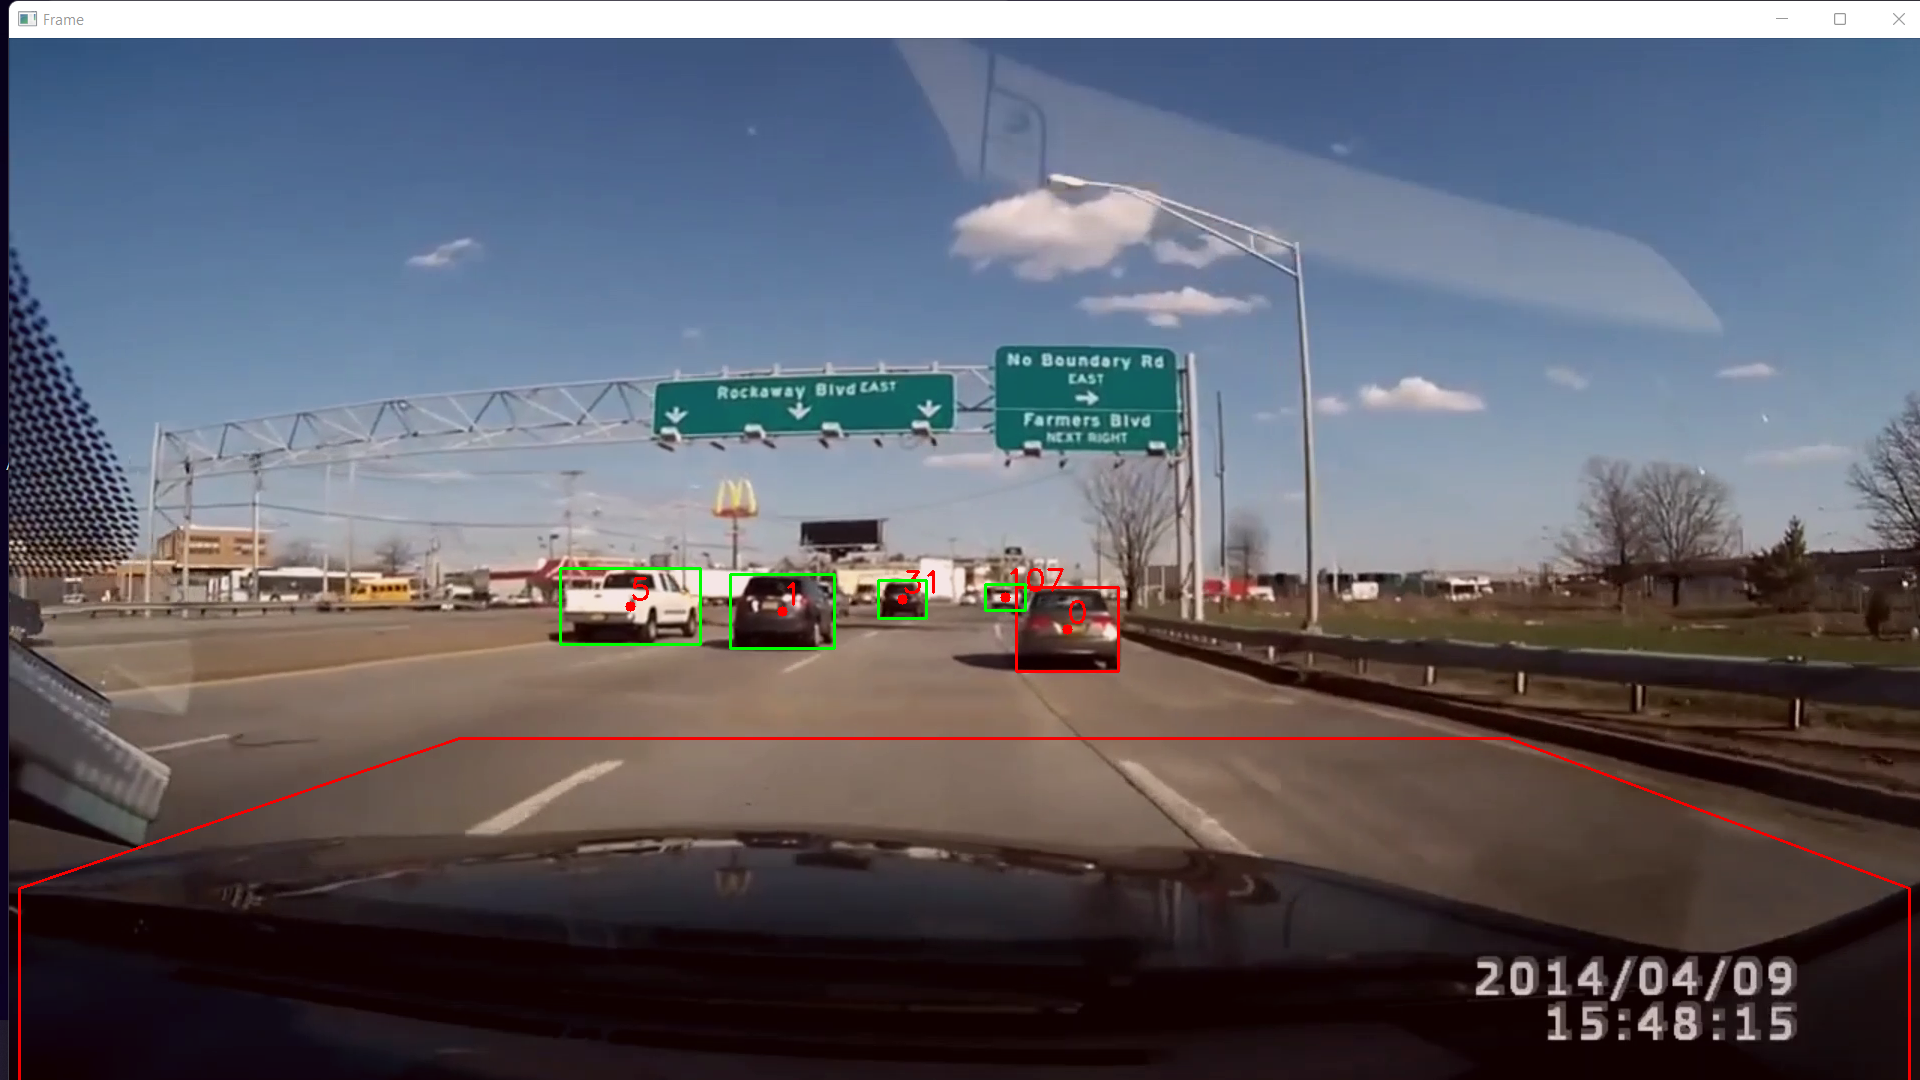 Frame
Rockaway Blvd EAST
No Boundary Rd
EAST
Farmers Blvd
NEXT RIGHT
5
1
31
107
0
2014/04/09
15:48:15